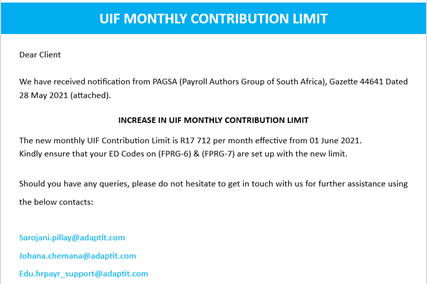 UIF MONTHLY CONTRIBUTION LIMIT
Dear Client
We have received notification from PAGSA (Payroll Authors Group of South Africa), Gazette 44641 Dated
28 May 2021 (attached).
INCREASE IN UIF MONTHLY CONTRIBUTION LIMIT
The new monthly UIF Contribution Limit is R17 712 per month effective from 01 June 2021.
Kindly ensure that your ED Codes on (FPRG-6) & (FPRG-7) are set up with the new limit.
Should you have any queries, please do not hesitate to get in touch with us for further assistance using
the below contacts:
Sarojani.pillay@adaptit.com
Johana.chemana@adaptit.com
Edu.hrpayr_support@adaptit.com